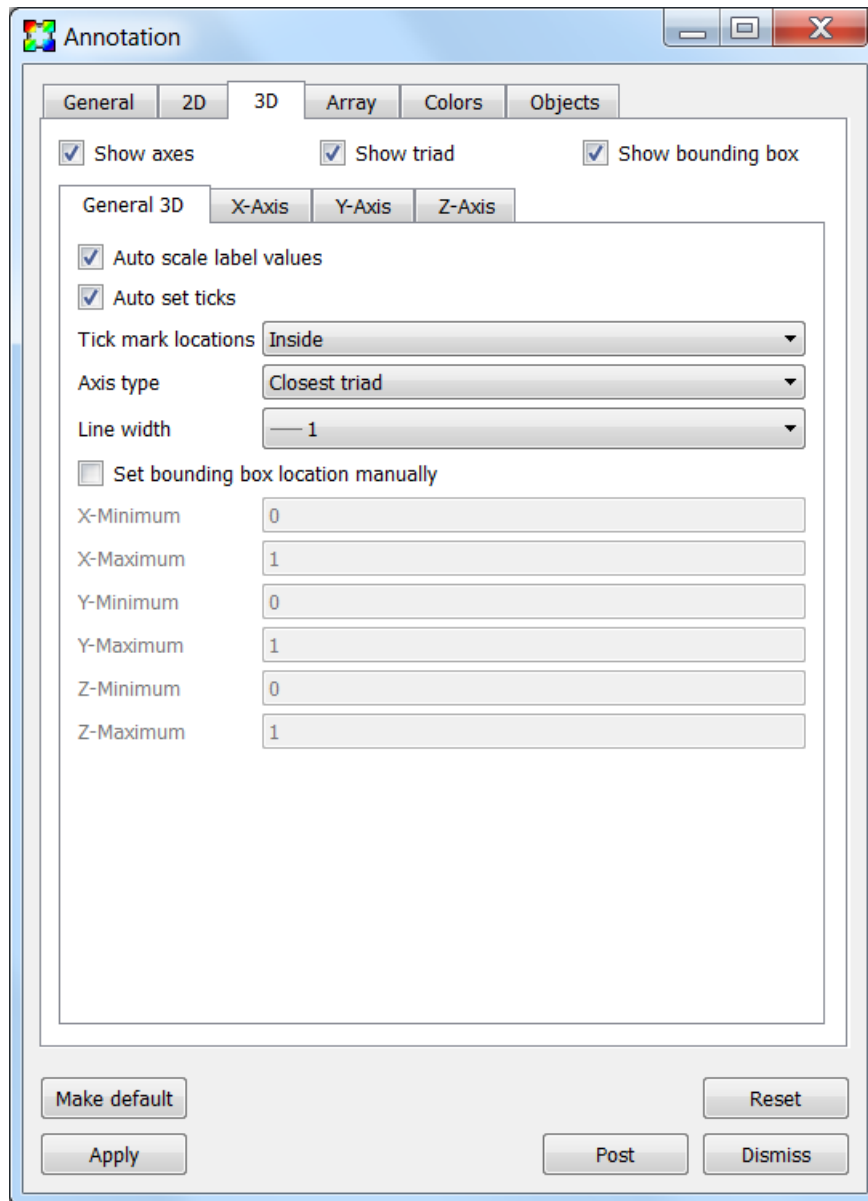 Annotation
General 2D 3D Array Colors Objects
Show axes Show triad Show bounding box
General 3D X-Axis Y-Axis Z-Axis
Auto scale label values
Auto set ticks
Tick mark locations Inside
Axis type Closest triad
Line width 1
Set bounding box location manually
X-Minimum 0
X-Maximum 1
Y-Minimum 0
Y-Maximum 1
Z-Minimum 0
Z-Maximum 1
Make default Reset
Apply Post Dismiss